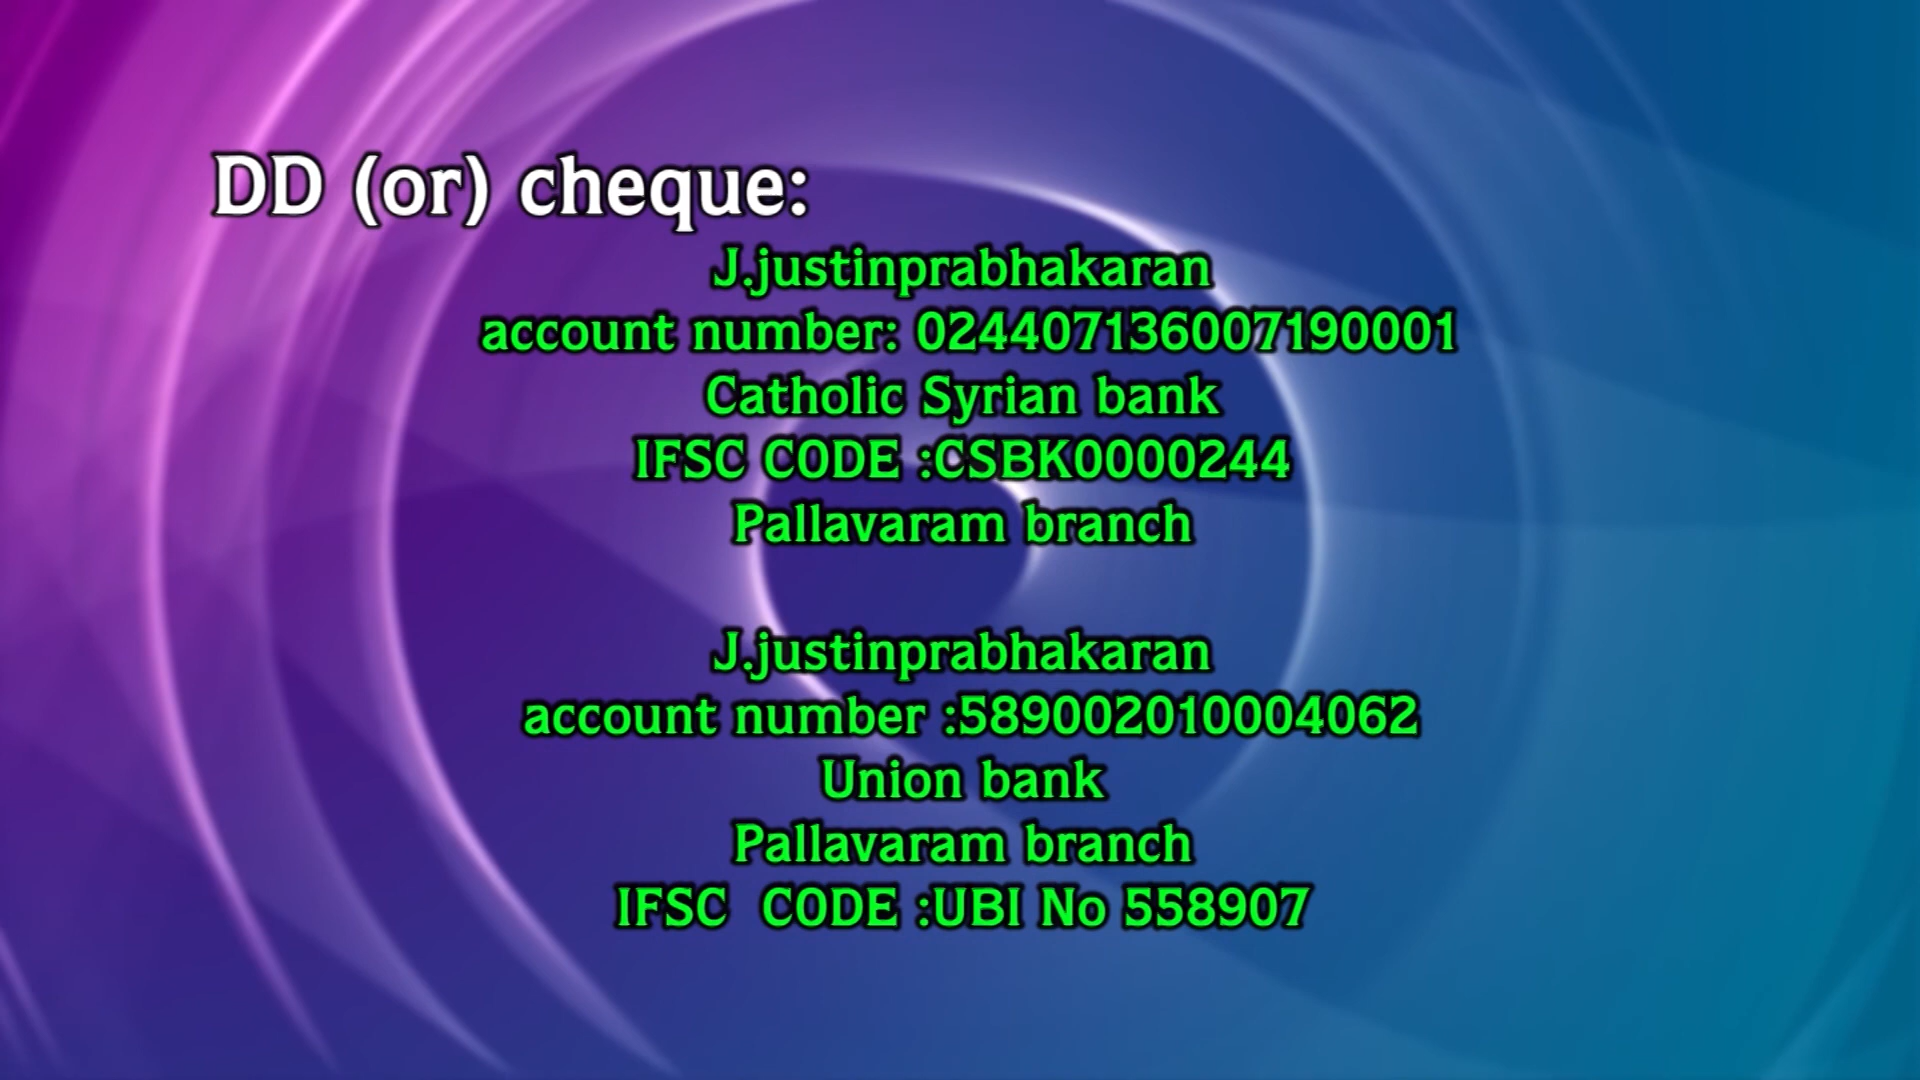 DD (or) cheque:
J.justinprabhakaran
account number: 024407136007190001
Catholic Syrian bank
IFSC CODE :CSBK0000244
Pallavaram branch
J.justinprabhakaran
account number :589002010004062
Union bank
Pallavaram branch
IFSC  CODE :UBI No 558907